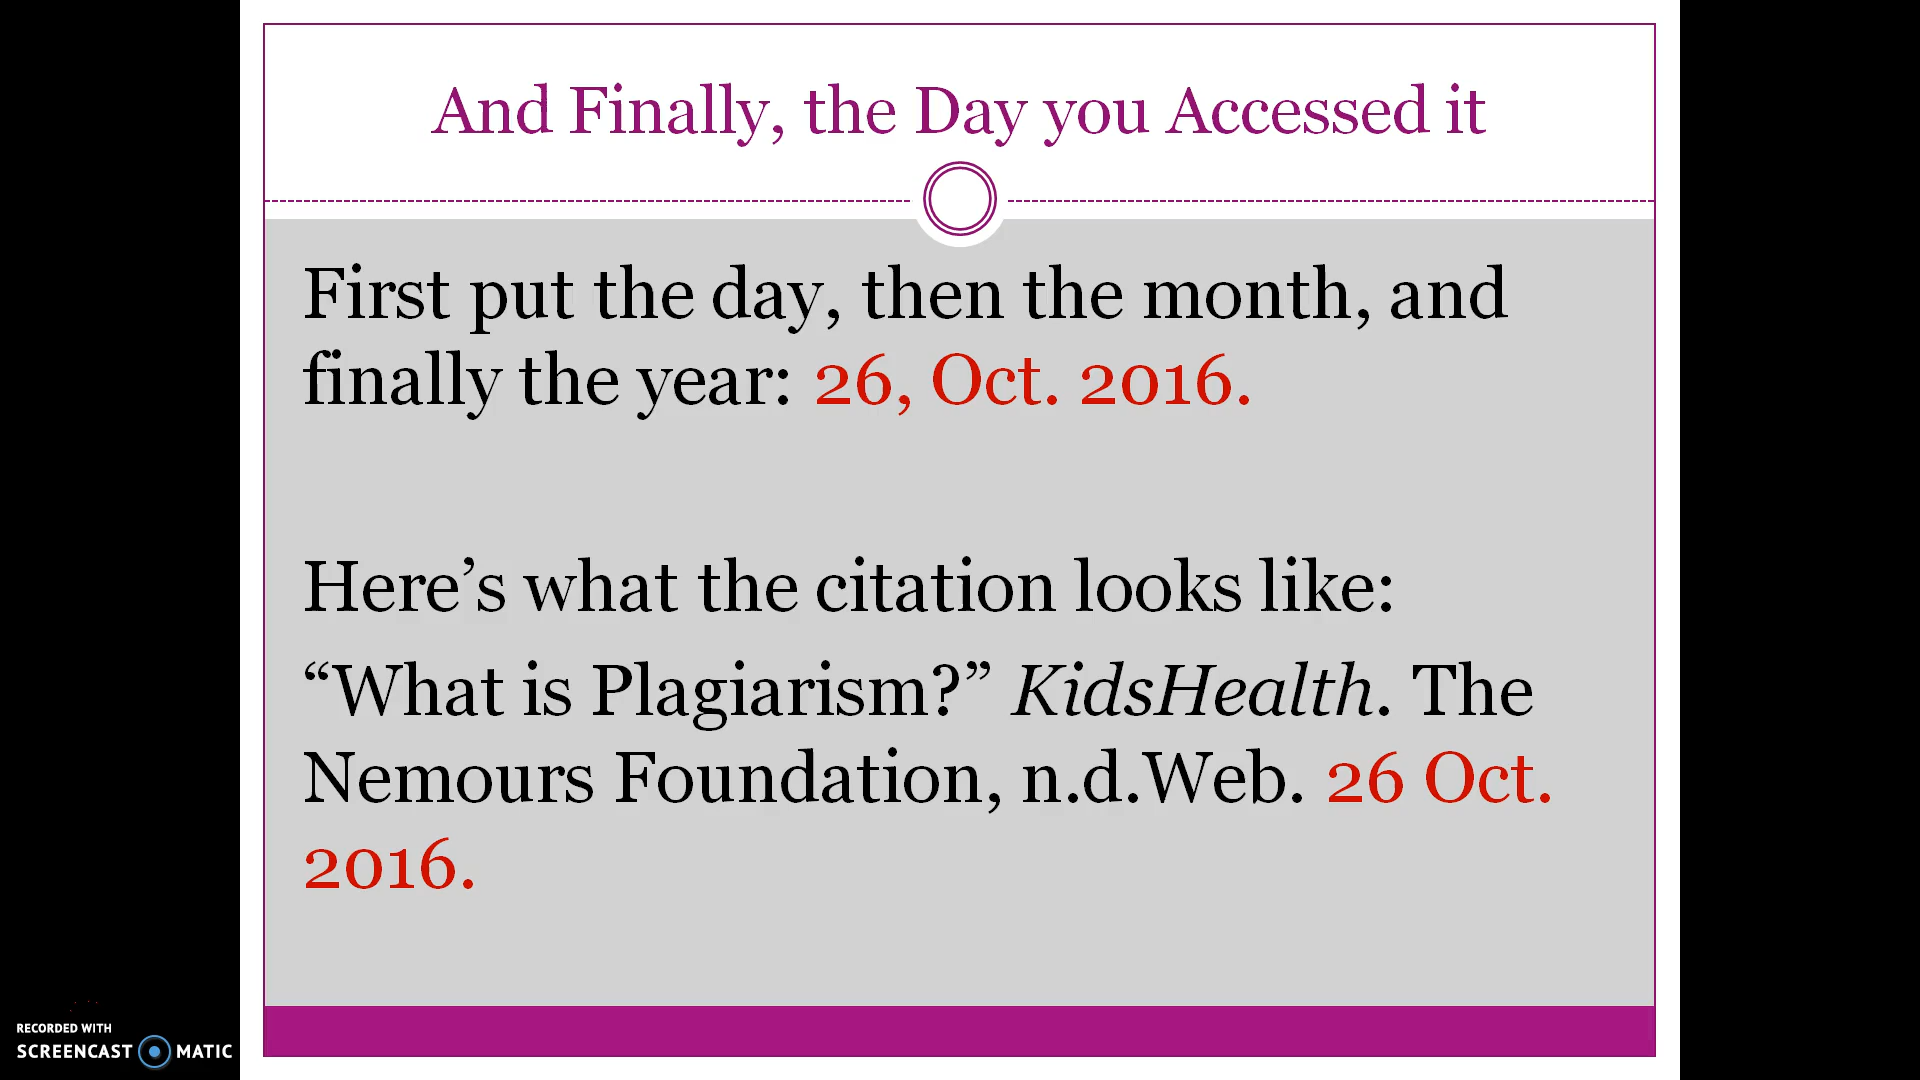 And Finally, the Day you Accessed it
First put the day, then the month, and
finally the year: 26, Oct. 2016.
Here’s what the citation looks like:
“What is Plagiarism?” KidsHealth. The
Nemours Foundation, n.d.Web. 26 Oct.
2016.
RECORDED WITH
SCREENCAST MATIC